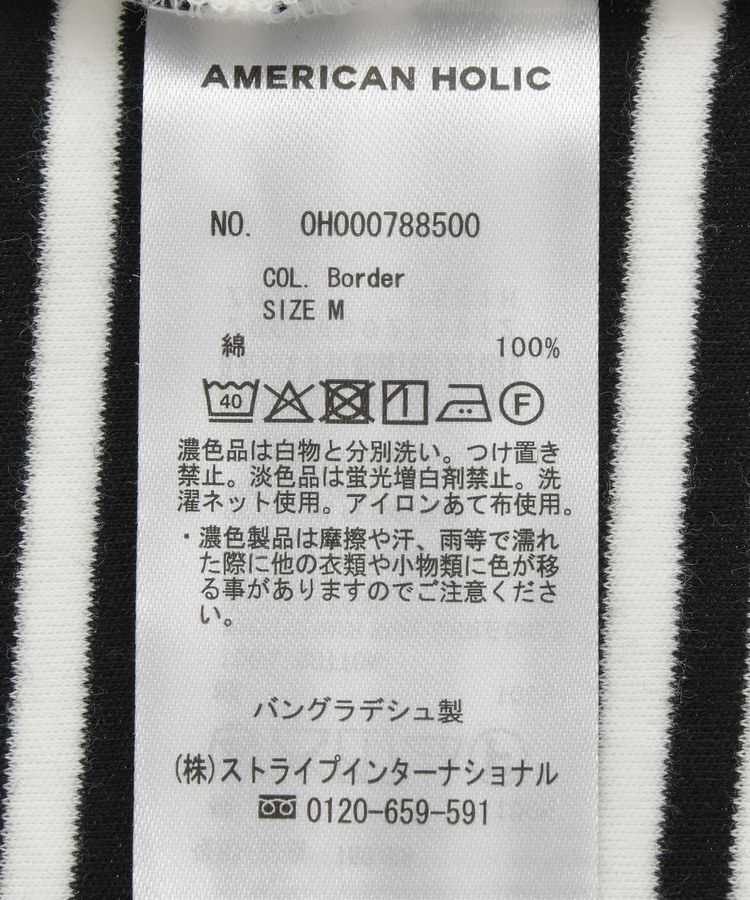 AMERICAN HOLIC
NO. 0H000788500
COL. Border
SIZE M
綿 100%
40 F
濃色品は白物と分別洗い。つけ置き
禁止。淡色品は蛍光増白剤禁止。洗
濯ネット使用。アイロンあて布使用。
・濃色製品は摩擦や汗、雨等で濡れ
た際に他の衣類や小物類に色が移
る事がありますのでご注意くださ
い。
バングラデシュ製
(株)ストライプインターナショナル
0120-659-591